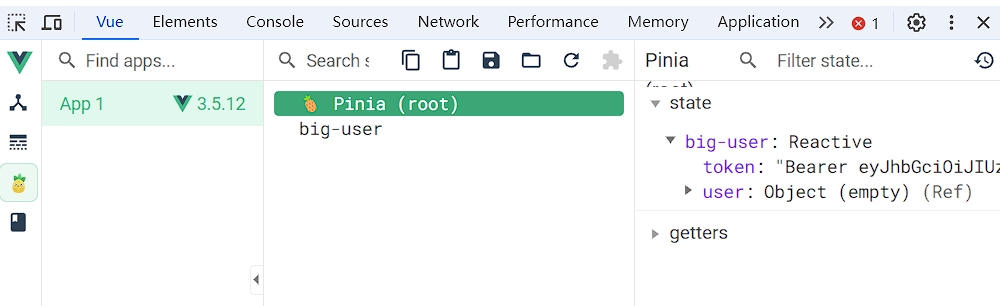 Vue Elements Console Sources Network Performance Memory Application 1
Find apps...
Search s
Pinia
Filter state...
App 1 3.5.12
Pinia (root)
big-user
state
big-user: Reactive
token: "Bearer eyJhbGciOiJIUz
user: Object (empty) (Ref)
getters